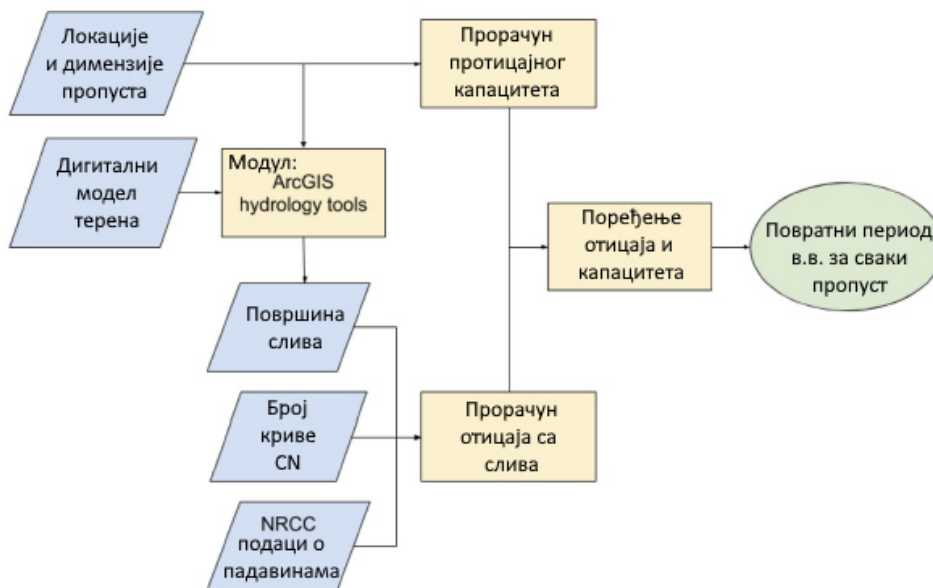 Локације
и димензије
пропуста
Прорачун
протицајног
капацитета
Дигитални
модел
терена
Модул:
ArcGIS
hydrology tools
Поређење
отицаја и
капацитета
Повратни период
в.в. за сваки
пропуст
Површина
слива
Број
криве
CN
Прорачун
отицаја са
слива
NRCC
подаци о
падавинама